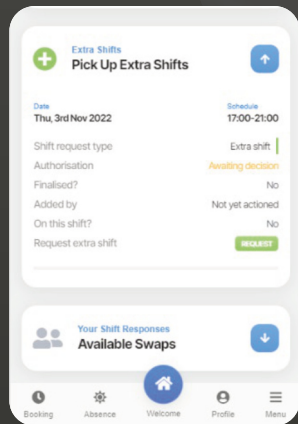 Extra Shifts
Pick Up Extra Shifts
Date Schedule
Thu, 3rd Nov 2022 17:00-21:00
Shift request type Extra shift
Authorisation Awaiting decision
Finalised? No
Added by Not yet actioned
On this shift? No
Request extra shift REQUEST
Your Shift Responses
Available Swaps
Booking Absence Welcome Profile Menu